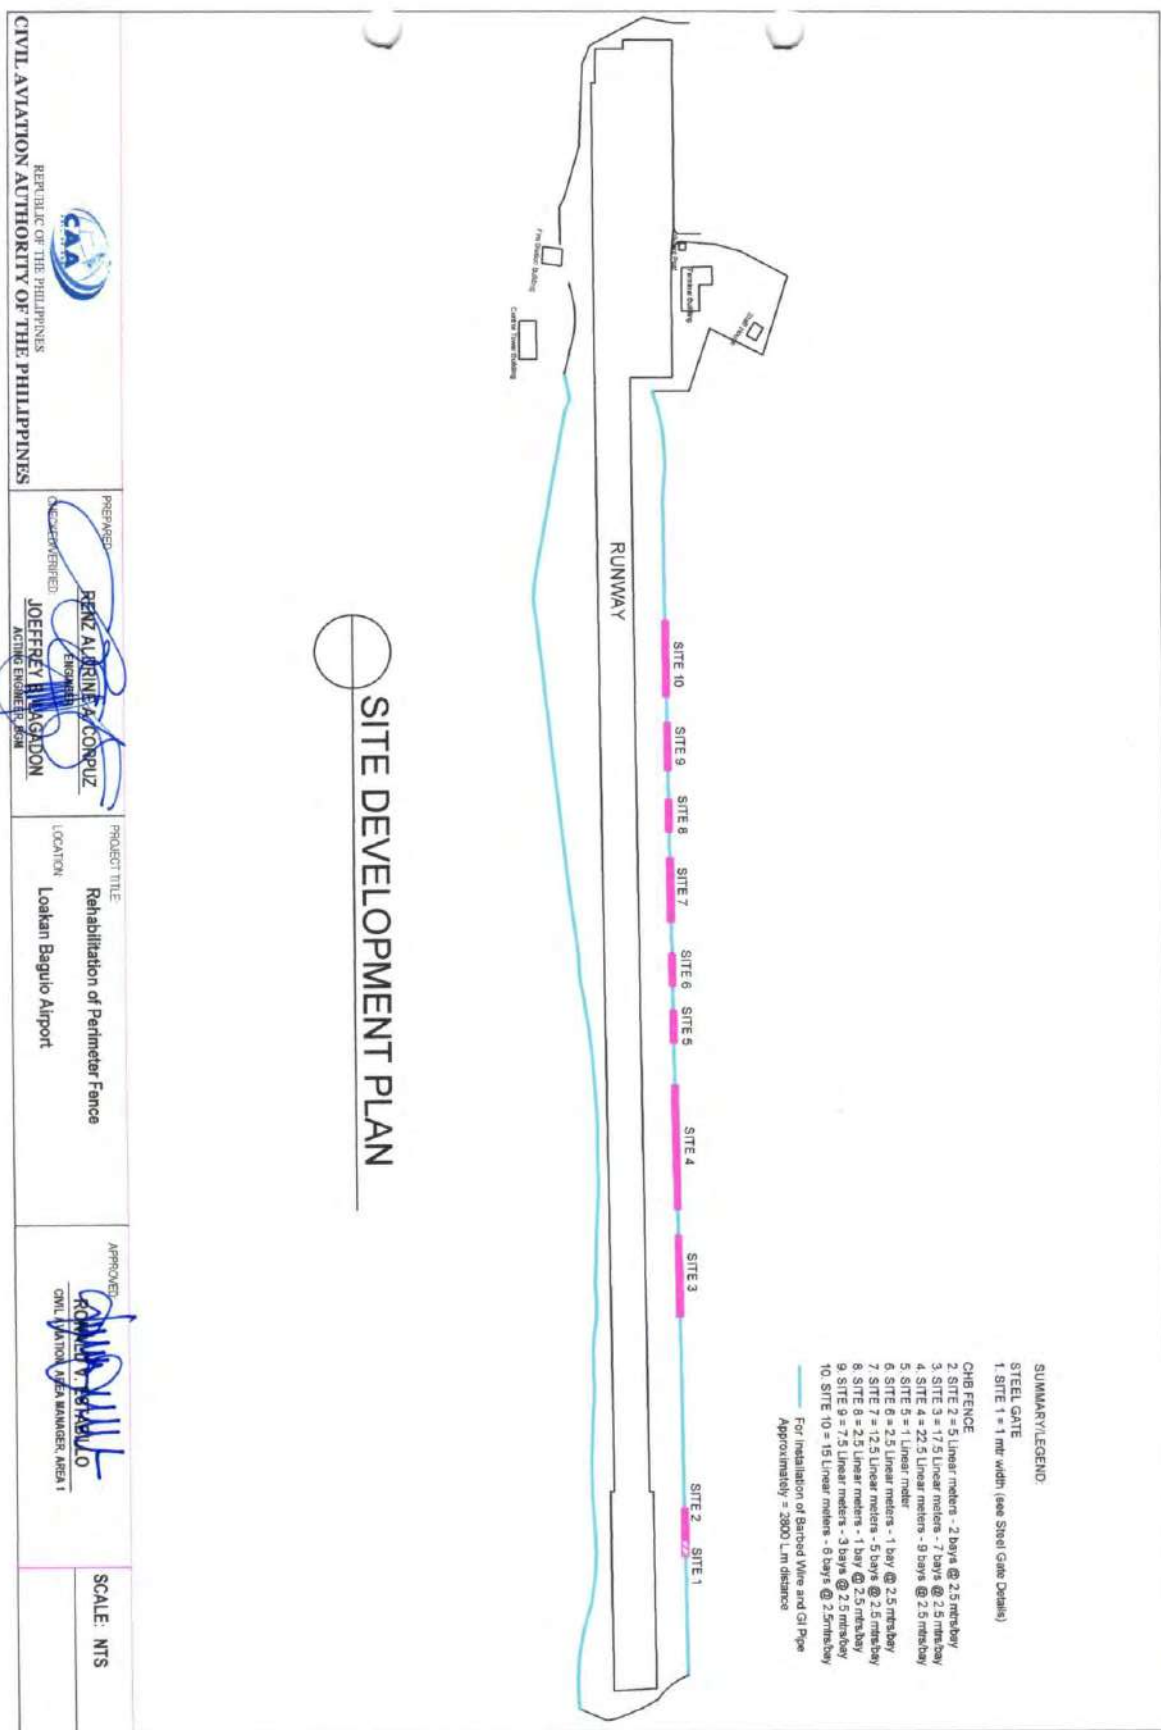 SUMMARY/LEGEND:
STEEL GATE
1. SITE 1 = 1 mtr width (see Steel Gate Details)
CHB FENCE
2. SITE 2 = 5 Linear meters - 2 bays @ 2.5 mtrs/bay
3. SITE 3 = 17.5 Linear meters - 7 bays @ 2.5 mtrs/bay
4. SITE 4 = 22.5 Linear meters - 9 bays @ 2.5 mtrs/bay
5. SITE 5 = 1 Linear meter
6. SITE 6 = 2.5 Linear meters - 1 bay @ 2.5 mtrs/bay
7. SITE 7 = 12.5 Linear meters - 5 bays @ 2.5 mtrs/bay
8. SITE 8 = 2.5 Linear meters - 1 bay @ 2.5 mtrs/bay
9. SITE 9 = 7.5 Linear meters - 3 bays @ 2.5 mtrs/bay
10. SITE 10 = 15 Linear meters - 6 bays @ 2.5mtrs/bay
For Installation of Barbed Wire and GI Pipe
Approximately = 2800 L.m distance
Terminal Building
SITE 10
SITE 9
SITE 8
SITE 7
SITE 6
SITE 5
SITE 4
SITE 3
SITE 2
SITE 1
RUNWAY
Fire Station Building
Control Tower Building
SITE DEVELOPMENT PLAN
CAA
REPUBLIC OF THE PHILIPPINES
CIVIL AVIATION AUTHORITY OF THE PHILIPPINES
PREPARED:
RENZ ALDRINE A. CORPUZ
ENGINEER
CHECKED/VERIFIED:
JOEFFREY B. LAGADON
ACTING ENGINEER, BGM
PROJECT TITLE:
Rehabilitation of Perimeter Fence
LOCATION
Loakan Baguio Airport
APPROVED:
RONALD V. ESTABILLO
CIVIL AVIATION AREA MANAGER, AREA 1
SCALE: NTS